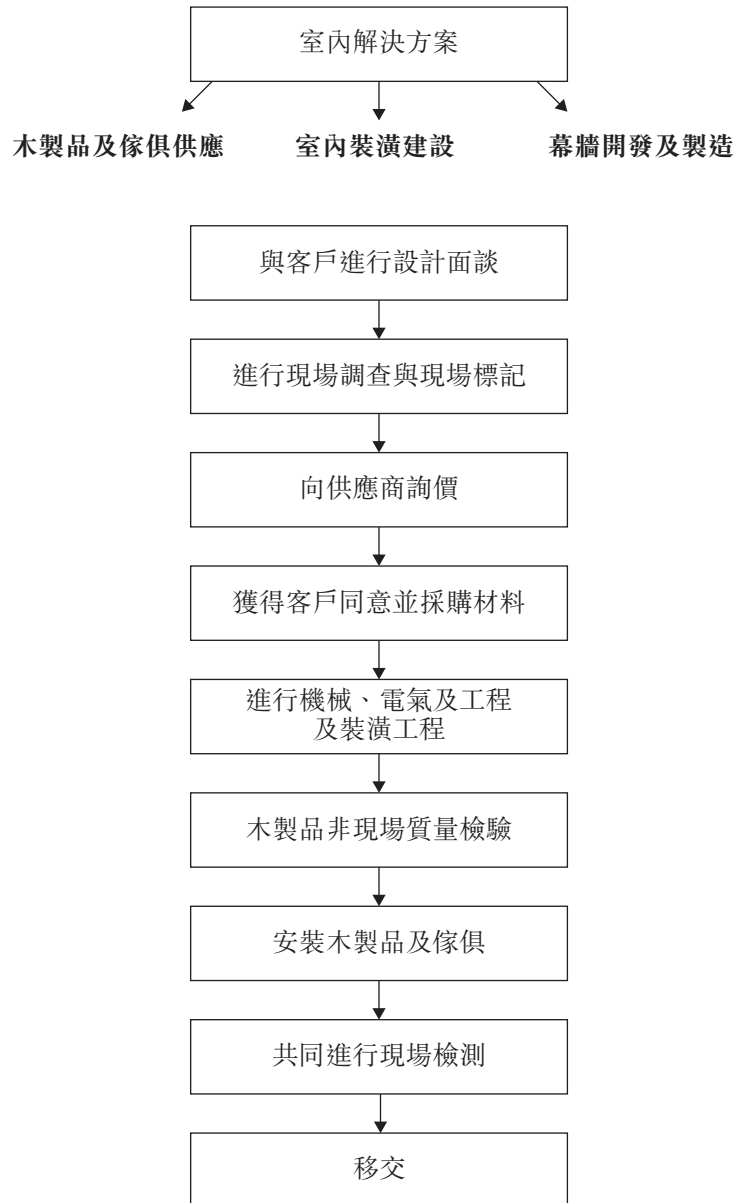 室內解決方案
木製品及傢俱供應 室內裝潢建設 幕牆開發及製造
與客戶進行設計面談
進行現場調查與現場標記
向供應商詢價
獲得客戶同意並採購材料
進行機械、電氣及工程
及裝潢工程
木製品非現場質量檢驗
安裝木製品及傢俱
共同進行現場檢測
移交